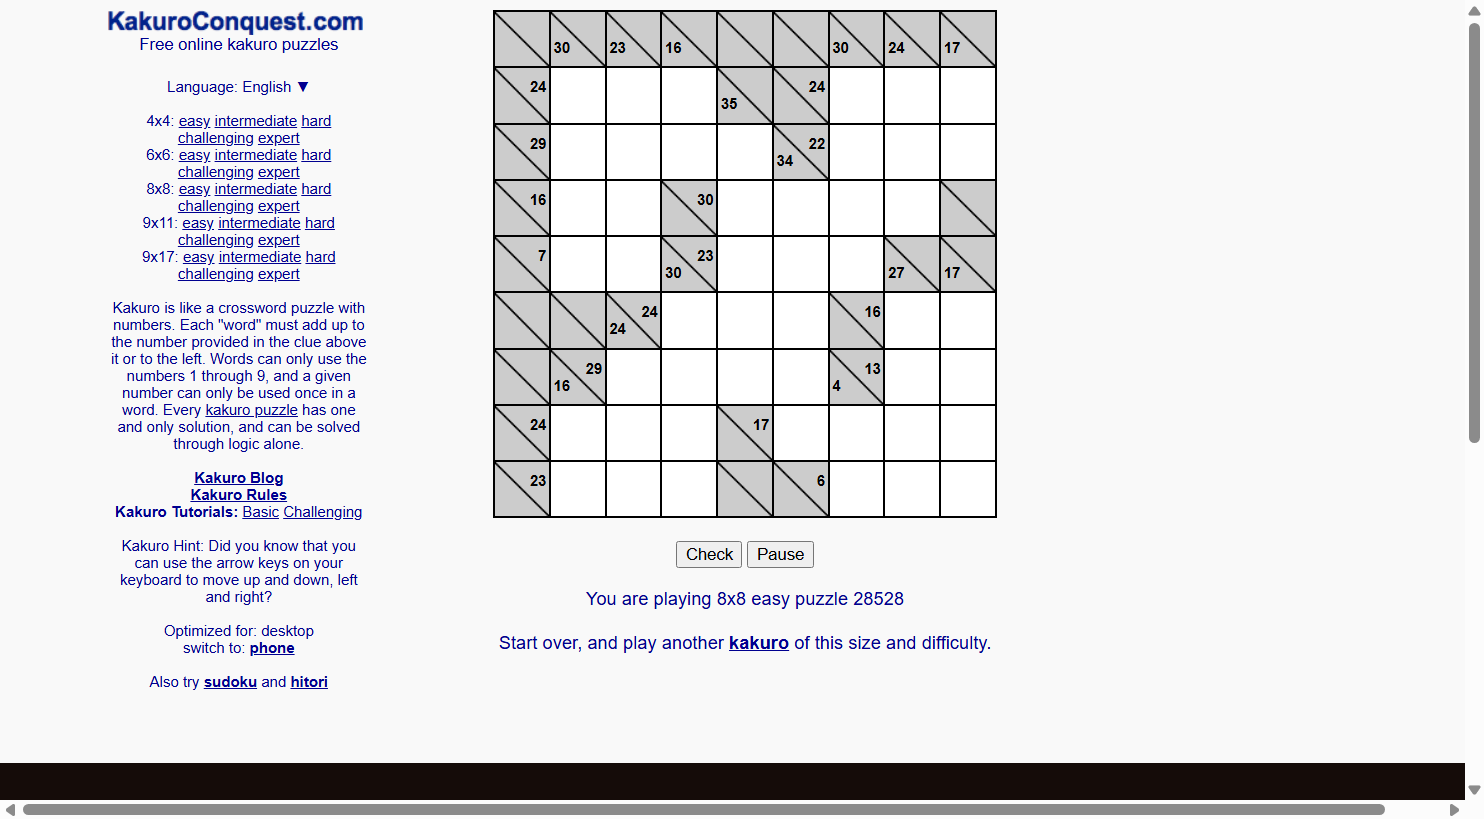 KakuroConquest.com
Free online kakuro puzzles
Language: English ▼
4x4: easy intermediate hard
challenging expert
6x6: easy intermediate hard
challenging expert
8x8: easy intermediate hard
challenging expert
9x11: easy intermediate hard
challenging expert
9x17: easy intermediate hard
challenging expert
Kakuro is like a crossword puzzle with
numbers. Each "word" must add up to
the number provided in the clue above
it or to the left. Words can only use the
numbers 1 through 9, and a given
number can only be used once in a
word. Every kakuro puzzle has one
and only solution, and can be solved
through logic alone.
Kakuro Blog
Kakuro Rules
Kakuro Tutorials: Basic Challenging
Kakuro Hint: Did you know that you
can use the arrow keys on your
keyboard to move up and down, left
and right?
Optimized for: desktop
switch to: phone
Also try sudoku and hitori
30 23 16 30 24 17
24 35 24
29 34 22
16 30
7 30 23 27 17
24 24 16
16 29 4 13
24 17
23 6
Check Pause
You are playing 8x8 easy puzzle 28528
Start over, and play another kakuro of this size and difficulty.